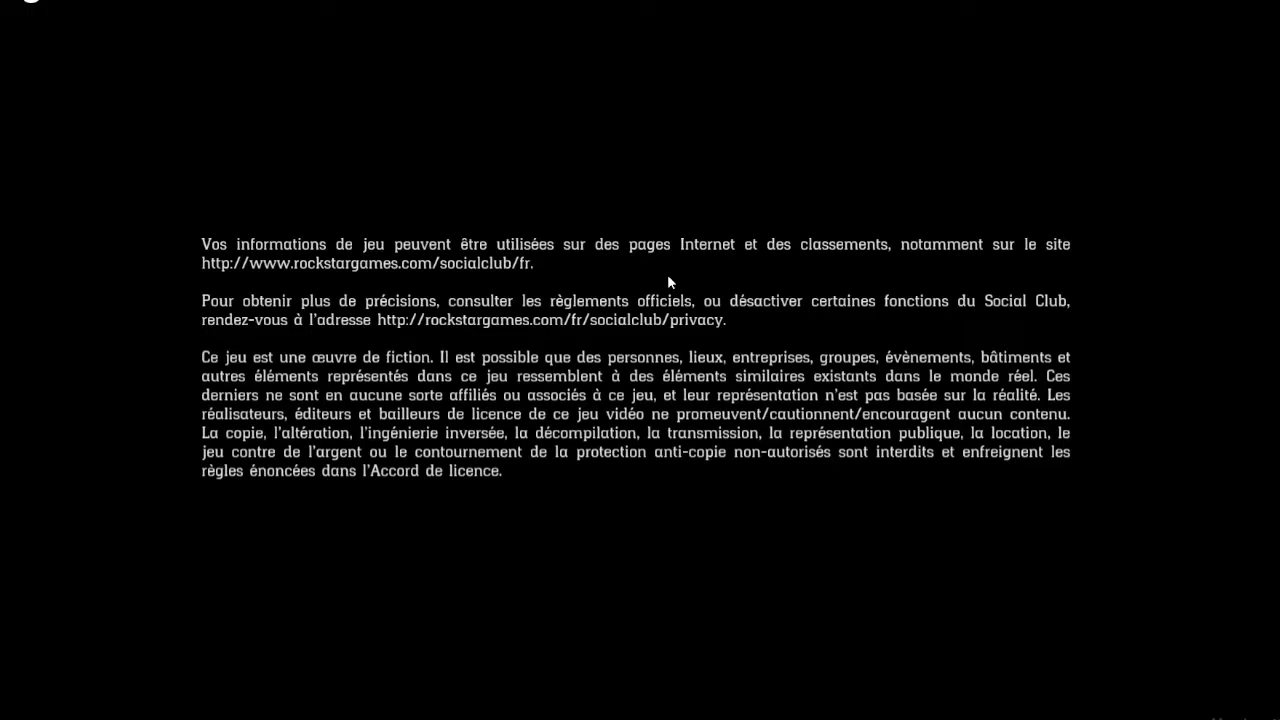 Vos informations de jeu peuvent être utilisées sur des pages Internet et des classements, notamment sur le site
http://www.rockstargames.com/socialclub/fr.
Pour obtenir plus de précisions, consulter les règlements officiels, ou désactiver certaines fonctions du Social Club,
rendez-vous à l'adresse http://rockstargames.com/fr/socialclub/privacy.
Ce jeu est une œuvre de fiction. Il est possible que des personnes, lieux, entreprises, groupes, évènements, bâtiments et
autres éléments représentés dans ce jeu ressemblent à des éléments similaires existants dans le monde réel. Ces
derniers ne sont en aucune sorte affiliés ou associés à ce jeu, et leur représentation n'est pas basée sur la réalité. Les
réalisateurs, éditeurs et bailleurs de licence de ce jeu vidéo ne promeuvent/cautionnent/encouragent aucun contenu.
La copie, l'altération, l'ingénierie inversée, la décompilation, la transmission, la représentation publique, la location, le
jeu contre de l'argent ou le contournement de la protection anti-copie non-autorisés sont interdits et enfreignent les
règles énoncées dans l'Accord de licence.